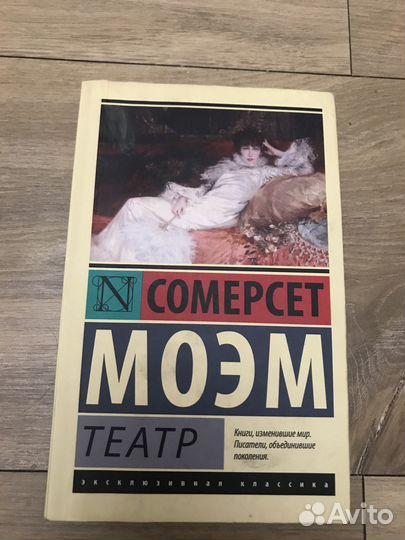 N
СОМЕРСЕТ
МОЭМ
ТЕАТР
Книги, изменившие мир.
Писатели, объединившие
поколения.
эксклюзивная классика
Avito